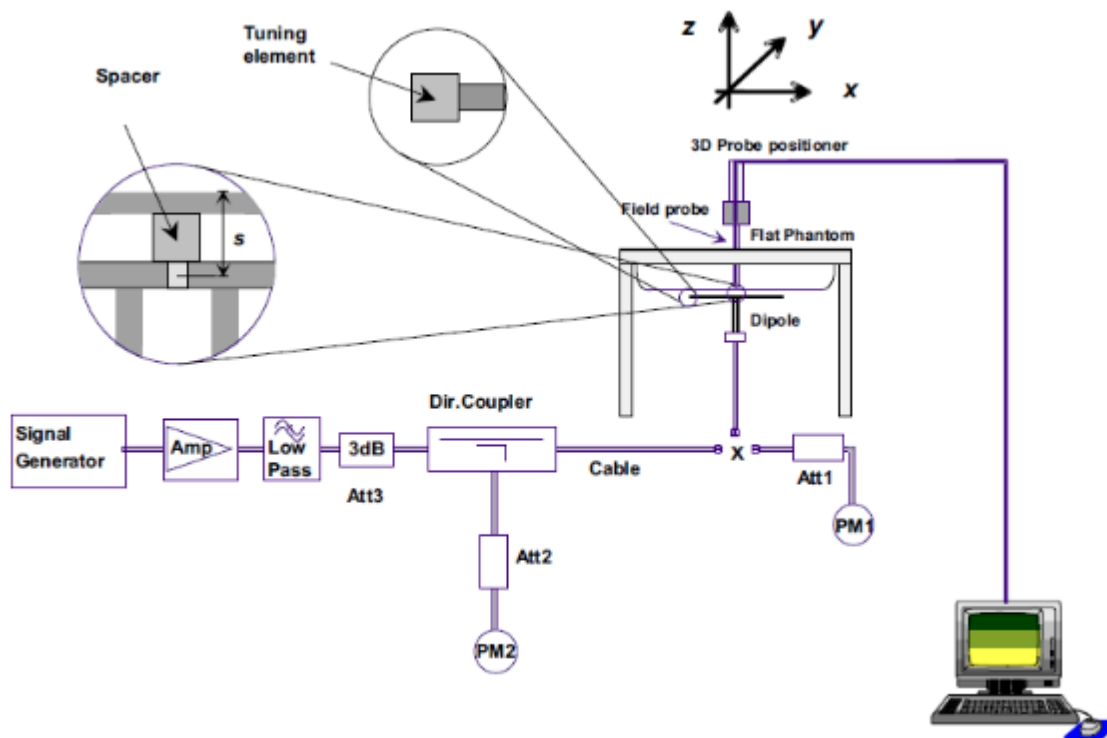 Tuning
element
Spacer
s
z
y
x
3D Probe positioner
Field probe
Flat Phantom
Dipole
Dir.Coupler
Signal
Generator
Amp
Low
Pass
3dB
Att3
Cable
X
Att1
PM1
Att2
PM2